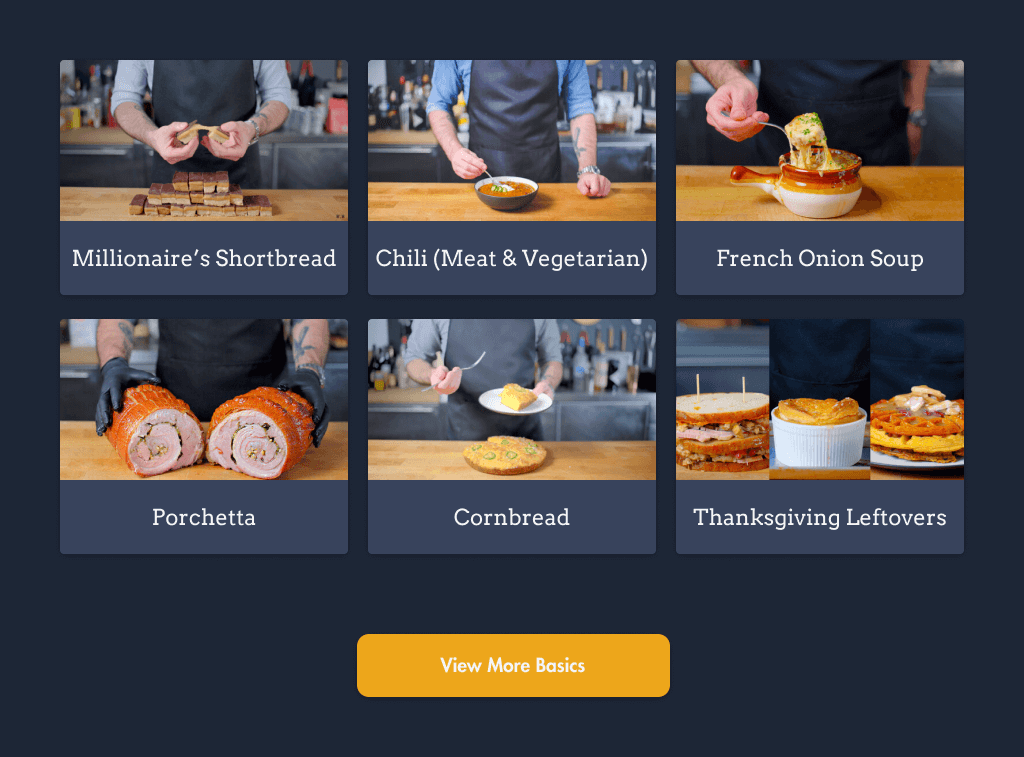 Millionaire’s Shortbread
Chili (Meat & Vegetarian)
French Onion Soup
Porchetta
Cornbread
Thanksgiving Leftovers
View More Basics